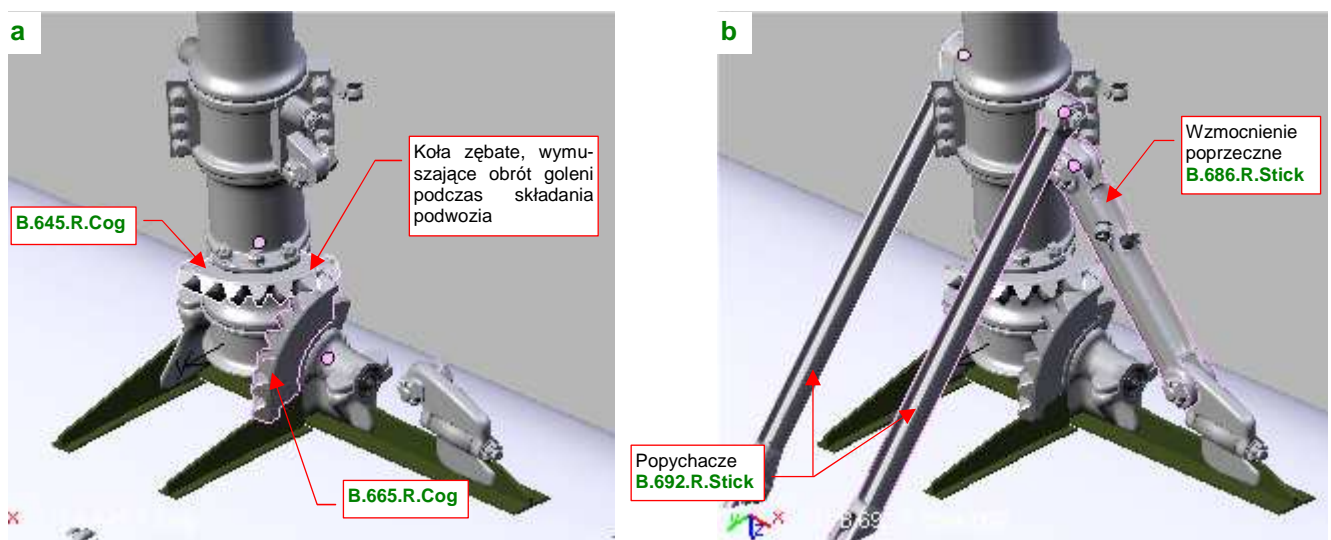 a
Koła zębate, wymu-
szające obrót goleni
podczas składania
podwozia
B.645.R.Cog
B.665.R.Cog
x
b
Wzmocnienie
poprzeczne
B.686.R.Stick
Popychacze
B.692.R.Stick
y x
z